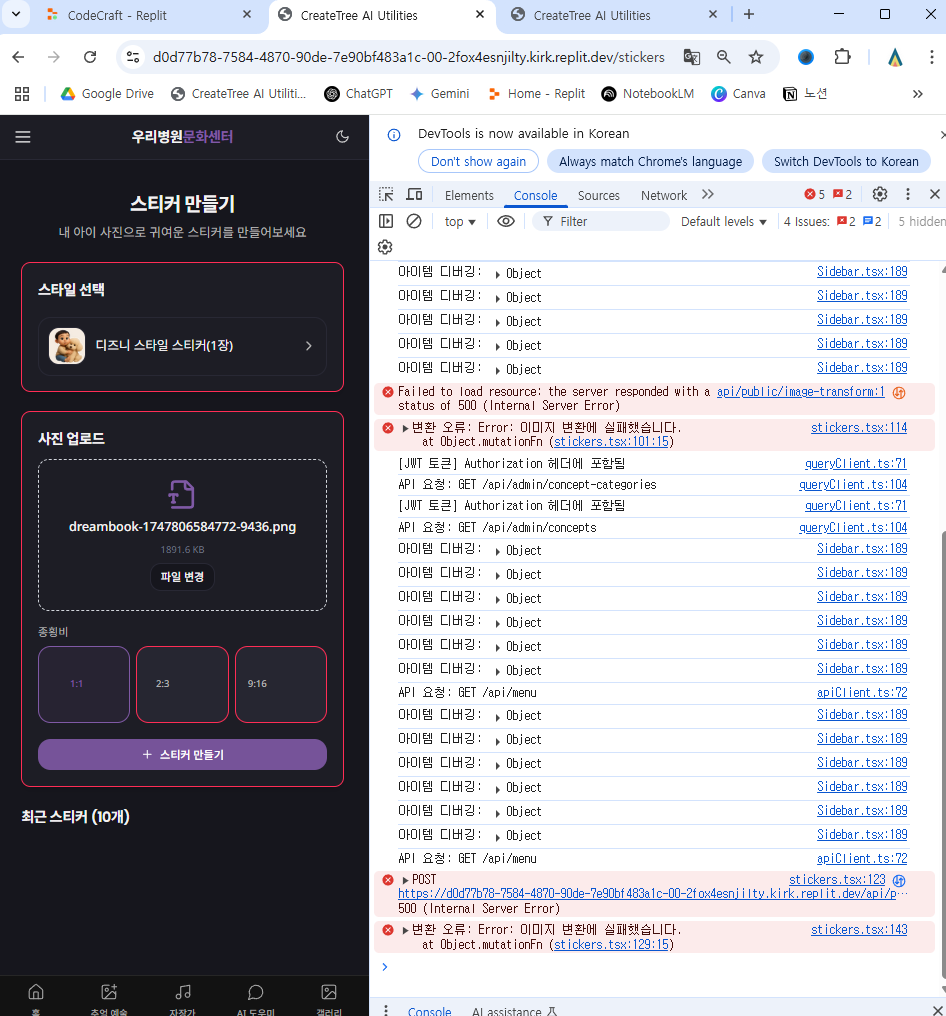 CodeCraft - Replit
CreateTree AI Utilities
CreateTree AI Utilities
d0d77b78-7584-4870-90de-7e90bf483a1c-00-2fox4esnjilty.kirk.replit.dev/stickers
Google Drive
CreateTree AI Utiliti...
ChatGPT
Gemini
Home - Replit
NotebookLM
Canva
노션
우리병원문화센터
스티커 만들기
내 아이 사진으로 귀여운 스티커를 만들어보세요
스타일 선택
디즈니 스타일 스티커(1장)
사진 업로드
dreambook-1747806584772-9436.png
1891.6 KB
파일 변경
종횡비
1:1
2:3
9:16
+ 스티커 만들기
최근 스티커 (10개)
홈
추억 예술
자장가
AI 도우미
갤러리
DevTools is now available in Korean
Don't show again
Always match Chrome's language
Switch DevTools to Korean
Elements
Console
Sources
Network
5
2
top
Filter
Default levels
4 Issues:
2
2
5 hidden
아이템 디버깅: Object Sidebar.tsx:189
아이템 디버깅: Object Sidebar.tsx:189
아이템 디버깅: Object Sidebar.tsx:189
아이템 디버깅: Object Sidebar.tsx:189
아이템 디버깅: Object Sidebar.tsx:189
Failed to load resource: the server responded with a api/public/image-transform:1
status of 500 (Internal Server Error)
변환 오류: Error: 이미지 변환에 실패했습니다. stickers.tsx:114
at Object.mutationFn (stickers.tsx:101:15)
[JWT 토큰] Authorization 헤더에 포함됨 queryClient.ts:71
API 요청: GET /api/admin/concept-categories queryClient.ts:104
[JWT 토큰] Authorization 헤더에 포함됨 queryClient.ts:71
API 요청: GET /api/admin/concepts queryClient.ts:104
아이템 디버깅: Object Sidebar.tsx:189
아이템 디버깅: Object Sidebar.tsx:189
아이템 디버깅: Object Sidebar.tsx:189
아이템 디버깅: Object Sidebar.tsx:189
아이템 디버깅: Object Sidebar.tsx:189
아이템 디버깅: Object Sidebar.tsx:189
API 요청: GET /api/menu apiClient.ts:72
아이템 디버깅: Object Sidebar.tsx:189
아이템 디버깅: Object Sidebar.tsx:189
아이템 디버깅: Object Sidebar.tsx:189
아이템 디버깅: Object Sidebar.tsx:189
아이템 디버깅: Object Sidebar.tsx:189
아이템 디버깅: Object Sidebar.tsx:189
API 요청: GET /api/menu apiClient.ts:72
POST stickers.tsx:123
https://d0d77b78-7584-4870-90de-7e90bf483a1c-00-2fox4esnjilty.kirk.replit.dev/api/p…
500 (Internal Server Error)
변환 오류: Error: 이미지 변환에 실패했습니다. stickers.tsx:143
at Object.mutationFn (stickers.tsx:129:15)
Console
AI assistance